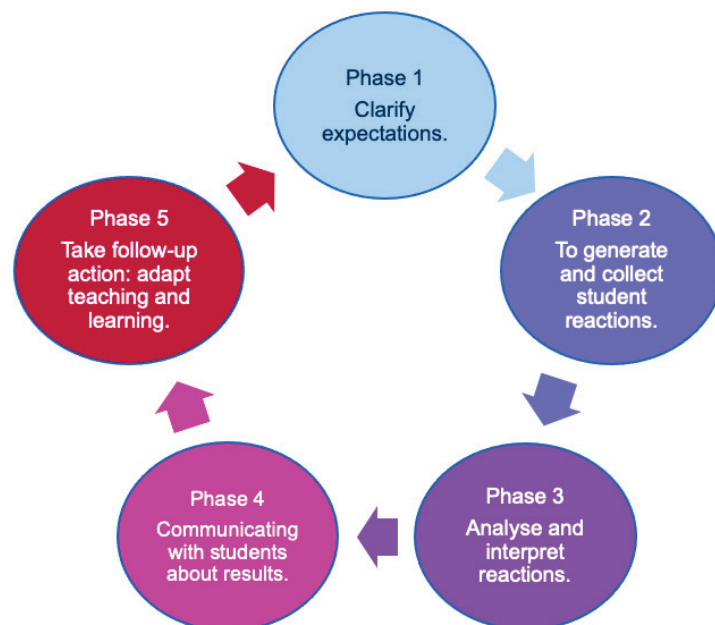 Phase 1
Clarify
expectations.
Phase 2
To generate
and collect
student
reactions.
Phase 3
Analyse and
interpret
reactions.
Phase 4
Communicating
with students
about results.
Phase 5
Take follow-up
action: adapt
teaching and
learning.